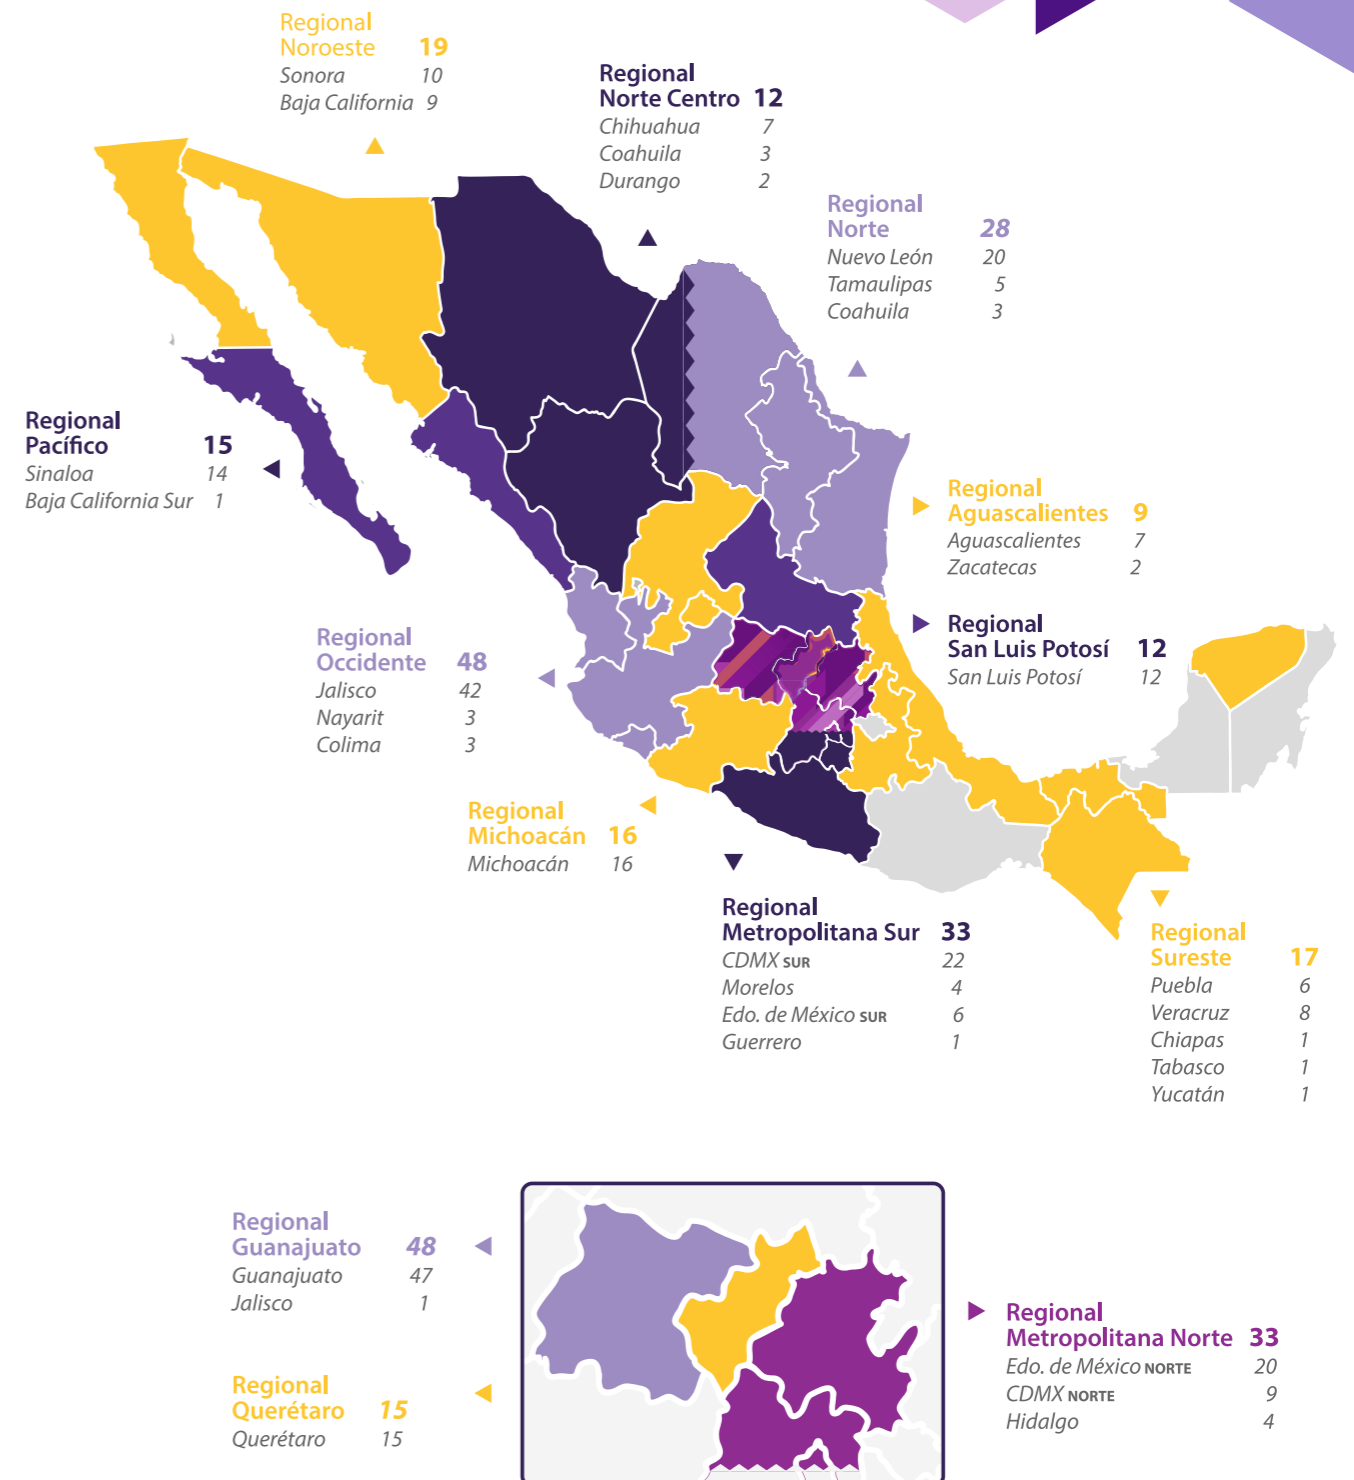 Regional
Noroeste 19
Sonora 10
Baja California 9
Regional
Norte Centro 12
Chihuahua 7
Coahuila 3
Durango 2
Regional
Norte 28
Nuevo León 20
Tamaulipas 5
Coahuila 3
Regional
Pacífico 15
Sinaloa 14
Baja California Sur 1
Regional
Aguascalientes 9
Aguascalientes 7
Zacatecas 2
Regional
San Luis Potosí 12
San Luis Potosí 12
Regional
Occidente 48
Jalisco 42
Nayarit 3
Colima 3
Regional
Michoacán 16
Michoacán 16
Regional
Metropolitana Sur 33
CDMX SUR 22
Morelos 4
Edo. de México SUR 6
Guerrero 1
Regional
Sureste 17
Puebla 6
Veracruz 8
Chiapas 1
Tabasco 1
Yucatán 1
Regional
Guanajuato 48
Guanajuato 47
Jalisco 1
Regional
Querétaro 15
Querétaro 15
Regional
Metropolitana Norte 33
Edo. de México NORTE 20
CDMX NORTE 9
Hidalgo 4